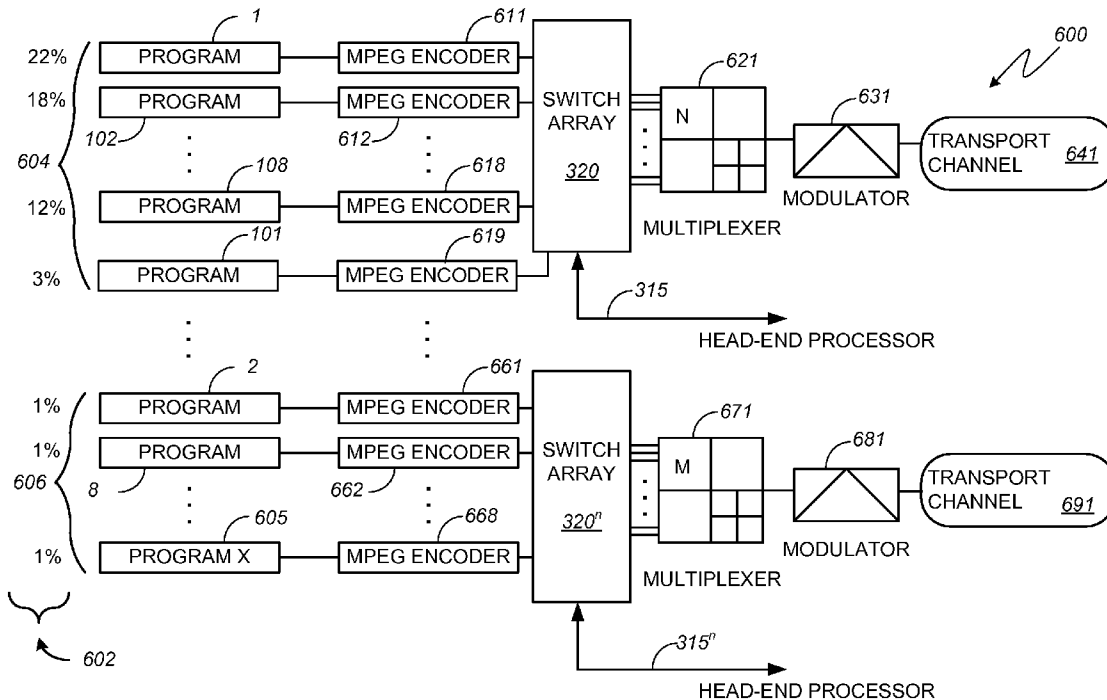 1 611
22% PROGRAM MPEG ENCODER
600
621
18% PROGRAM MPEG ENCODER
SWITCH ARRAY
N
631
102 612
604
TRANSPORT CHANNEL 641
108 618
320
12% PROGRAM MPEG ENCODER
MODULATOR
101 619
MULTIPLEXER
3% PROGRAM MPEG ENCODER
315
HEAD-END PROCESSOR
2 661
1% PROGRAM MPEG ENCODER
671
1% PROGRAM MPEG ENCODER
SWITCH ARRAY
M
681
606 8 662
TRANSPORT CHANNEL 691
605 668
320ⁿ
1% PROGRAM X MPEG ENCODER
MODULATOR
MULTIPLEXER
602
315ⁿ
HEAD-END PROCESSOR